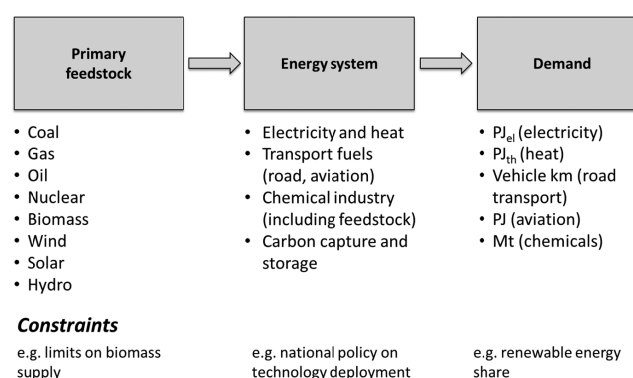 Primary
feedstock
Energy system
Demand
• Coal
• Gas
• Oil
• Nuclear
• Biomass
• Wind
• Solar
• Hydro
• Electricity and heat
• Transport fuels
(road, aviation)
• Chemical industry
(including feedstock)
• Carbon capture and
storage
• PJel (electricity)
• PJth (heat)
• Vehicle km (road
transport)
• PJ (aviation)
• Mt (chemicals)
Constraints
e.g. limits on biomass
supply
e.g. national policy on
technology deployment
e.g. renewable energy
share